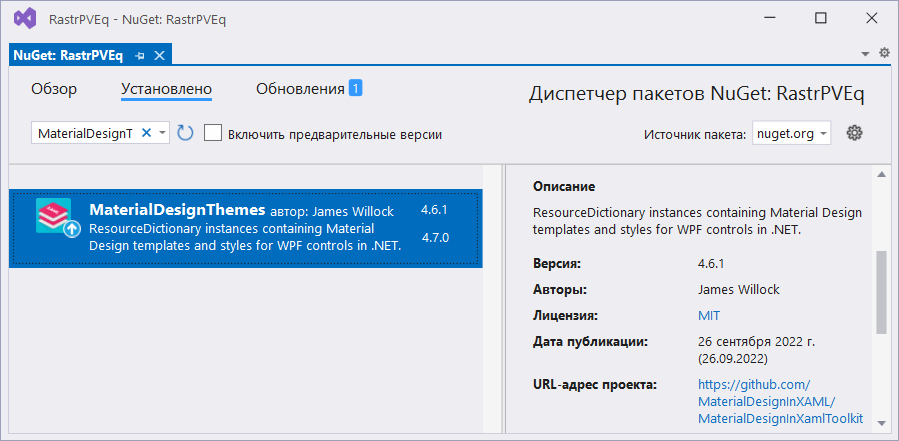 RastrPVEq - NuGet: RastrPVEq
NuGet: RastrPVEq
Обзор
Установлено
Обновления 1
Диспетчер пакетов NuGet: RastrPVEq
MaterialDesignT
Включить предварительные версии
Источник пакета: nuget.org
MaterialDesignThemes автор: James Willock 4.6.1
ResourceDictionary instances containing Material
Design templates and styles for WPF controls in .NET. 4.7.0
Описание
ResourceDictionary instances containing Material Design
templates and styles for WPF controls in .NET.
Версия: 4.6.1
Авторы: James Willock
Лицензия: MIT
Дата публикации: 26 сентября 2022 г.
(26.09.2022)
URL-адрес проекта: https://github.com/
MaterialDesignInXAML/
MaterialDesignInXamlToolkit